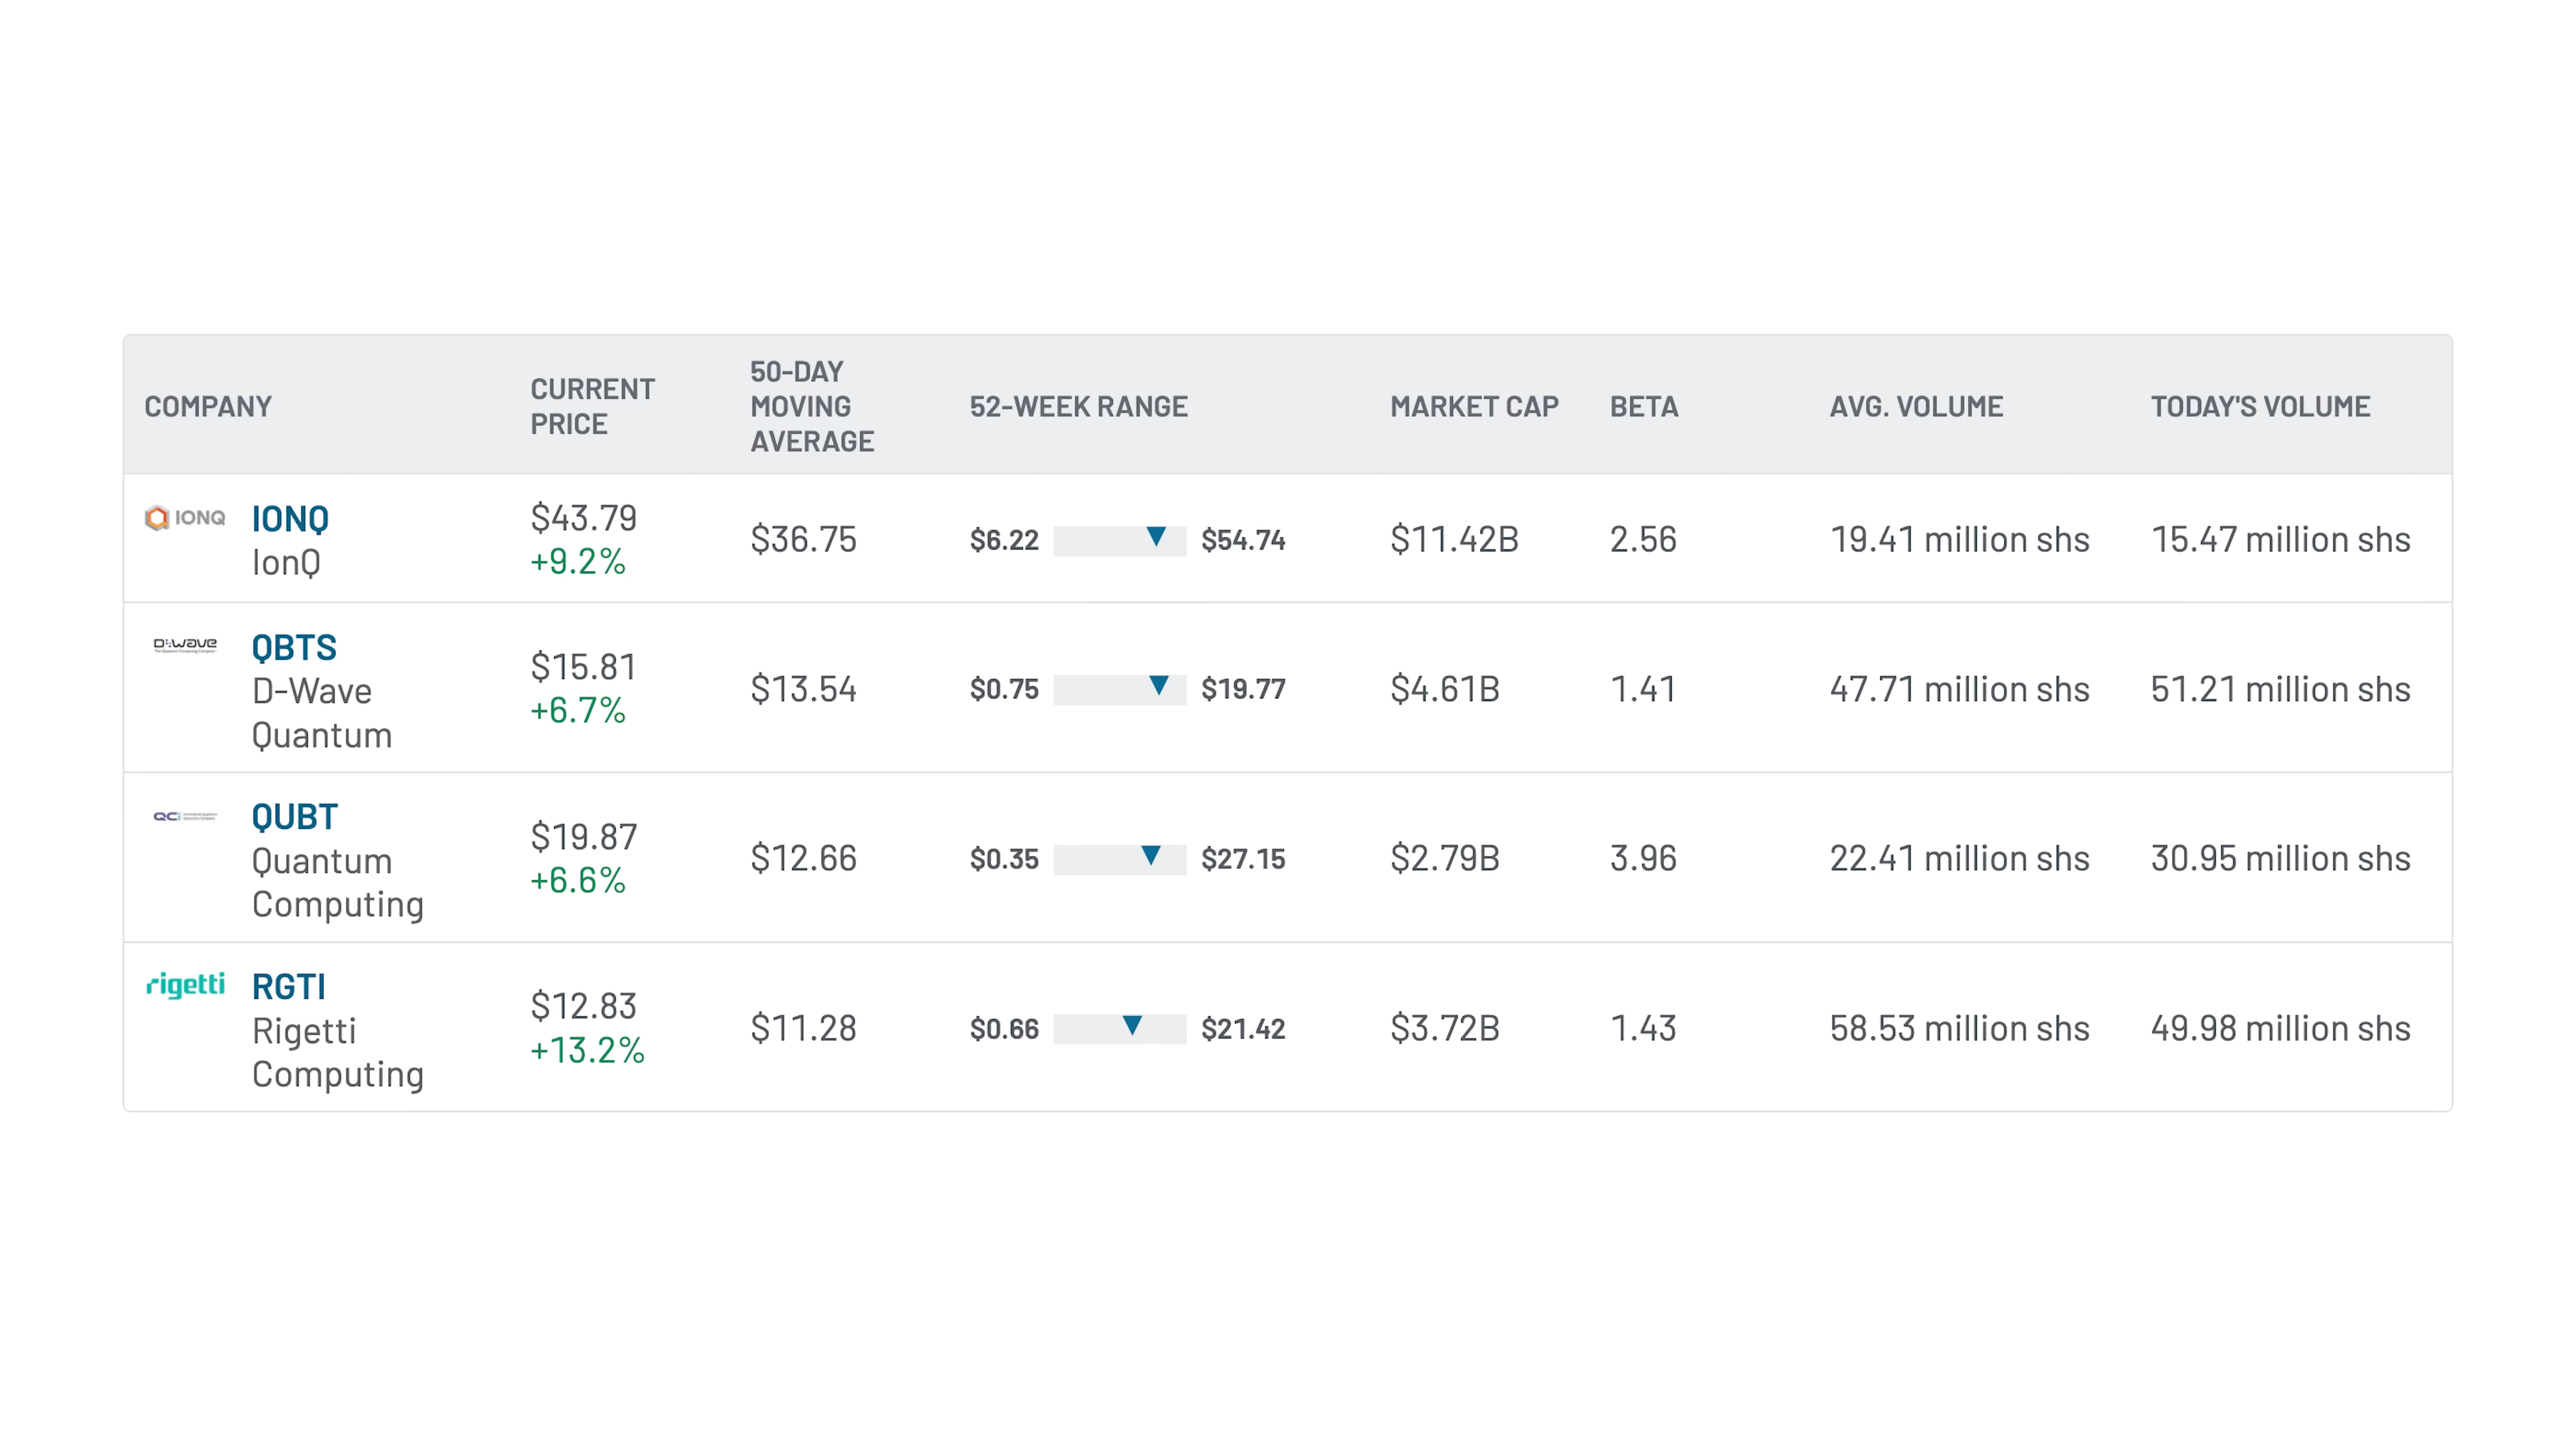 COMPANY
CURRENT
PRICE
50-DAY
MOVING
AVERAGE
52-WEEK RANGE
MARKET CAP
BETA
AVG. VOLUME
TODAY'S VOLUME
IONQ
IONQ
IonQ
$43.79
+9.2%
$36.75
$6.22
$54.74
$11.42B
2.56
19.41 million shs
15.47 million shs
D:Wave
QBTS
D-Wave
Quantum
$15.81
+6.7%
$13.54
$0.75
$19.77
$4.61B
1.41
47.71 million shs
51.21 million shs
QCi
QUBT
Quantum
Computing
$19.87
+6.6%
$12.66
$0.35
$27.15
$2.79B
3.96
22.41 million shs
30.95 million shs
rigetti
RGTI
Rigetti
Computing
$12.83
+13.2%
$11.28
$0.66
$21.42
$3.72B
1.43
58.53 million shs
49.98 million shs